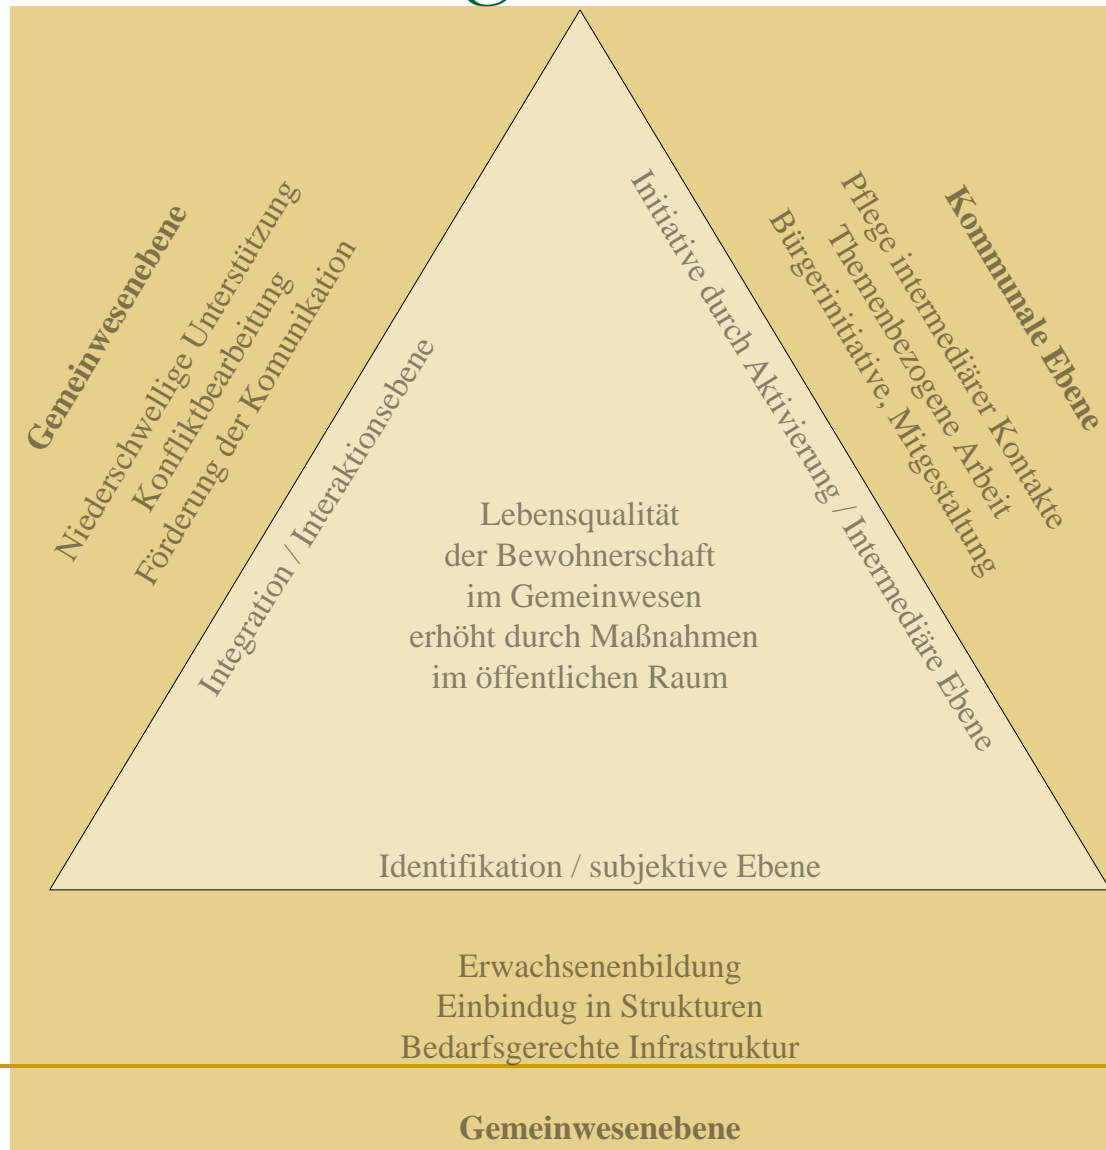 Gemeinwesenebene
Niederschwellige Unterstützung
Konfliktbearbeitung
Förderung der Komunikation
Integration / Interaktionsebene
Kommunale Ebene
Pflege intermediärer Kontakte
Themenbezogene Arbeit
Bürgerinitiative, Mitgestaltung
Initiative durch Aktivierung / Intermediäre Ebene
Lebensqualität
der Bewohnerschaft
im Gemeinwesen
erhöht durch Maßnahmen
im öffentlichen Raum
Identifikation / subjektive Ebene
Erwachsenenbildung
Einbindug in Strukturen
Bedarfsgerechte Infrastruktur
Gemeinwesenebene